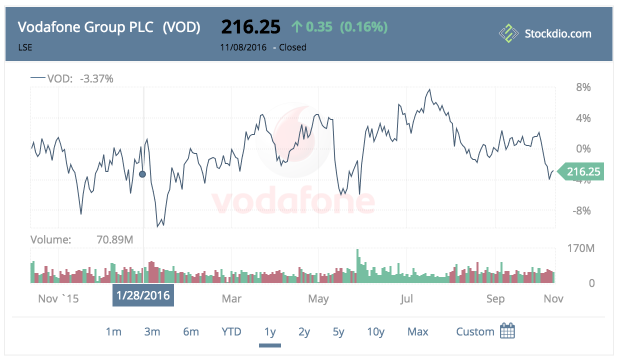 Vodafone Group PLC (VOD) 216.25 ↑ 0.35 (0.16%)
LSE 11/08/2016 - Closed
Stockdio.com
VOD: -3.37%
8%
4%
0%
216.25
-4%
-8%
vodafone
Volume: 70.89M
170M
0
Nov `15 1/28/2016 Mar May Jul Sep Nov
1m 3m 6m YTD 1y 2y 5y 10y Max Custom